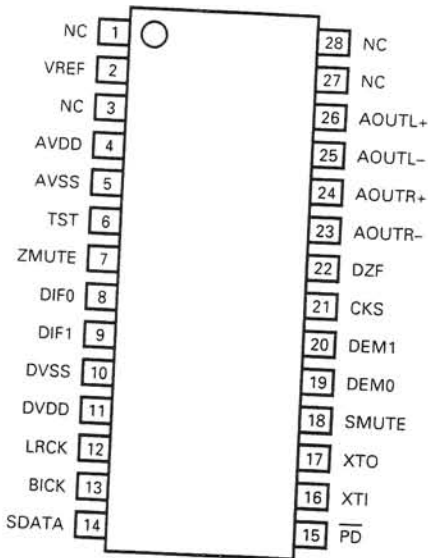 NC 1
VREF 2
NC 3
AVDD 4
AVSS 5
TST 6
ZMUTE 7
DIF0 8
DIF1 9
DVSS 10
DVDD 11
LRCK 12
BICK 13
SDATA 14
28 NC
27 NC
26 AOUTL+
25 AOUTL−
24 AOUTR+
23 AOUTR−
22 DZF
21 CKS
20 DEM1
19 DEM0
18 SMUTE
17 XTO
16 XTI
15 P̅D̅